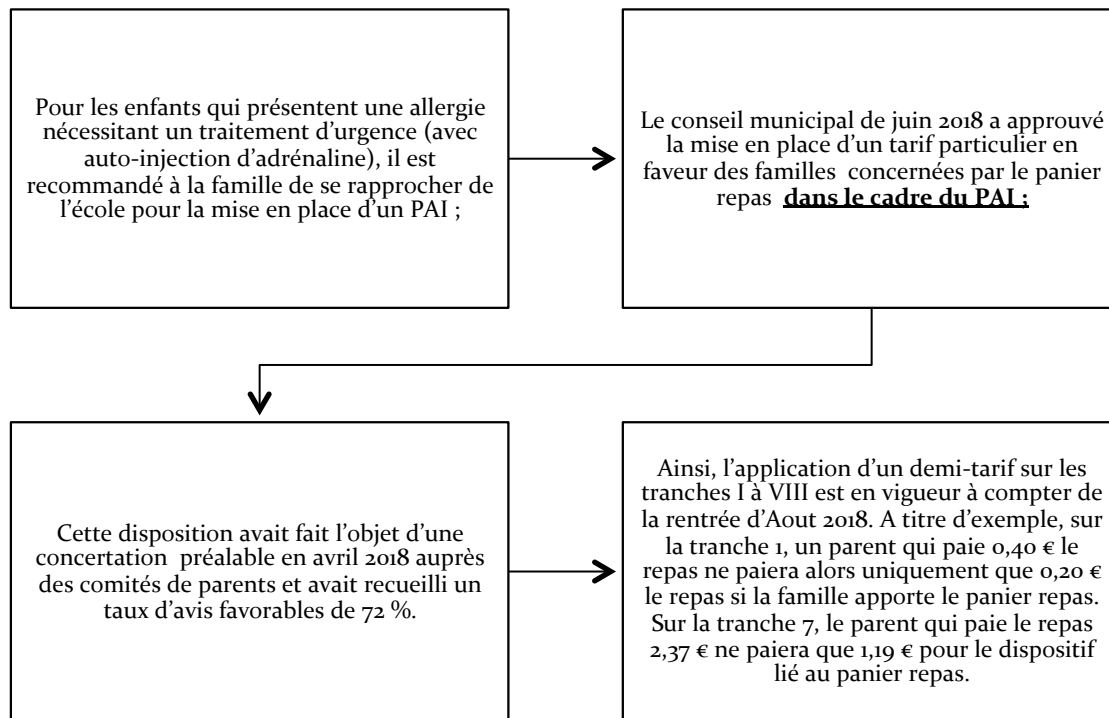 Pour les enfants qui présentent une allergie
nécessitant un traitement d’urgence (avec
auto-injection d’adrénaline), il est
recommandé à la famille de se rapprocher de
l’école pour la mise en place d’un PAI ;
Le conseil municipal de juin 2018 a approuvé
la mise en place d’un tarif particulier en
faveur des familles concernées par le panier
repas dans le cadre du PAI ;
Cette disposition avait fait l’objet d’une
concertation préalable en avril 2018 auprès
des comités de parents et avait recueilli un
taux d’avis favorables de 72 %.
Ainsi, l’application d’un demi-tarif sur les
tranches I à VIII est en vigueur à compter de
la rentrée d’Aout 2018. A titre d’exemple, sur
la tranche 1, un parent qui paie 0,40 € le
repas ne paiera alors uniquement que 0,20 €
le repas si la famille apporte le panier repas.
Sur la tranche 7, le parent qui paie le repas
2,37 € ne paiera que 1,19 € pour le dispositif
lié au panier repas.